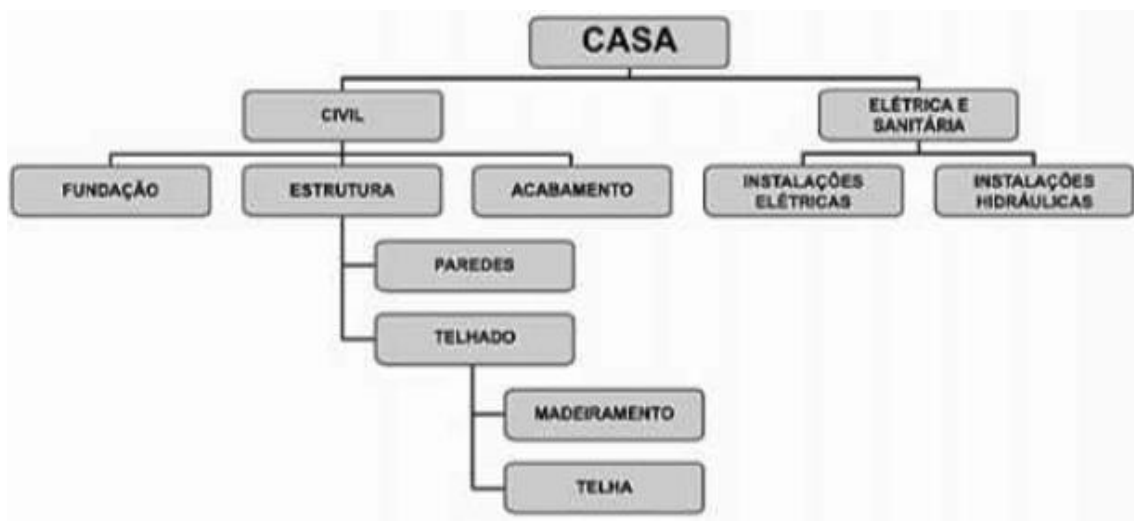 CASA
CIVIL
ELÉTRICA E
SANITÁRIA
FUNDAÇÃO
ESTRUTURA
ACABAMENTO
INSTALAÇÕES
ELÉTRICAS
INSTALAÇÕES
HIDRÁULICAS
PAREDES
TELHADO
MADEIRAMENTO
TELHA